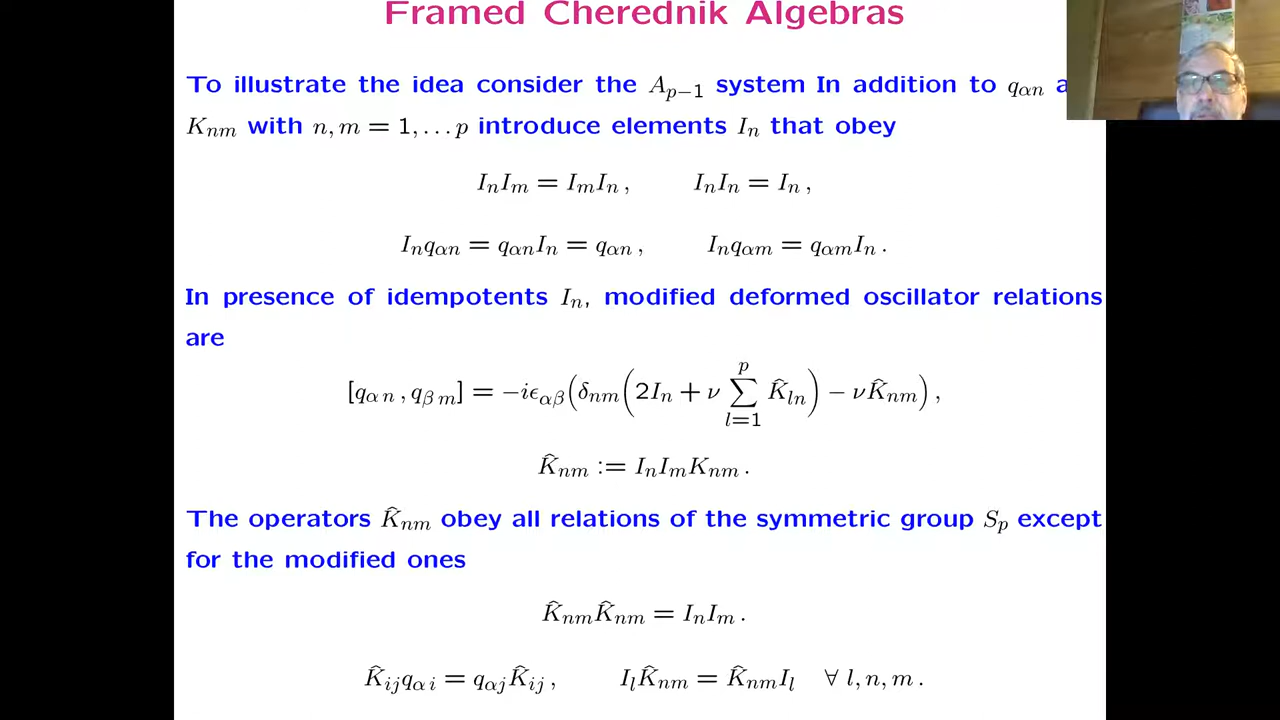 Framed Cherednik Algebras
To illustrate the idea consider the A_{p−1} system In addition to q_{αn}
K_{nm} with n, m = 1, … p introduce elements I_n that obey
I_n I_m = I_m I_n , I_n I_n = I_n ,
I_n q_{αn} = q_{αn} I_n = q_{αn} , I_n q_{αm} = q_{αm} I_n .
In presence of idempotents I_n, modified deformed oscillator relations
are
[q_{α n} , q_{β m}] = −iϵ_{αβ}(δ_{nm}(2I_n + ν ∑_{l=1}^{p} K̂_{ln}) − νK̂_{nm}) ,
K̂_{nm} := I_n I_m K_{nm} .
The operators K̂_{nm} obey all relations of the symmetric group S_p except
for the modified ones
K̂_{nm} K̂_{nm} = I_n I_m .
K̂_{ij} q_{α i} = q_{αj} K̂_{ij} , I_l K̂_{nm} = K̂_{nm} I_l ∀ l, n, m .